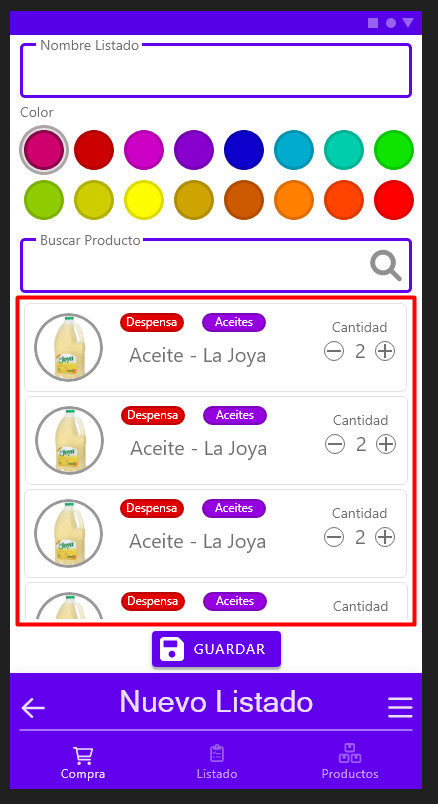 Nombre Listado
Color
Buscar Producto
Despensa Aceites
Cantidad
Aceite - La Joya
2
Despensa Aceites
Cantidad
Aceite - La Joya
2
Despensa Aceites
Cantidad
Aceite - La Joya
2
Despensa Aceites
Cantidad
GUARDAR
Nuevo Listado
Compra Listado Productos